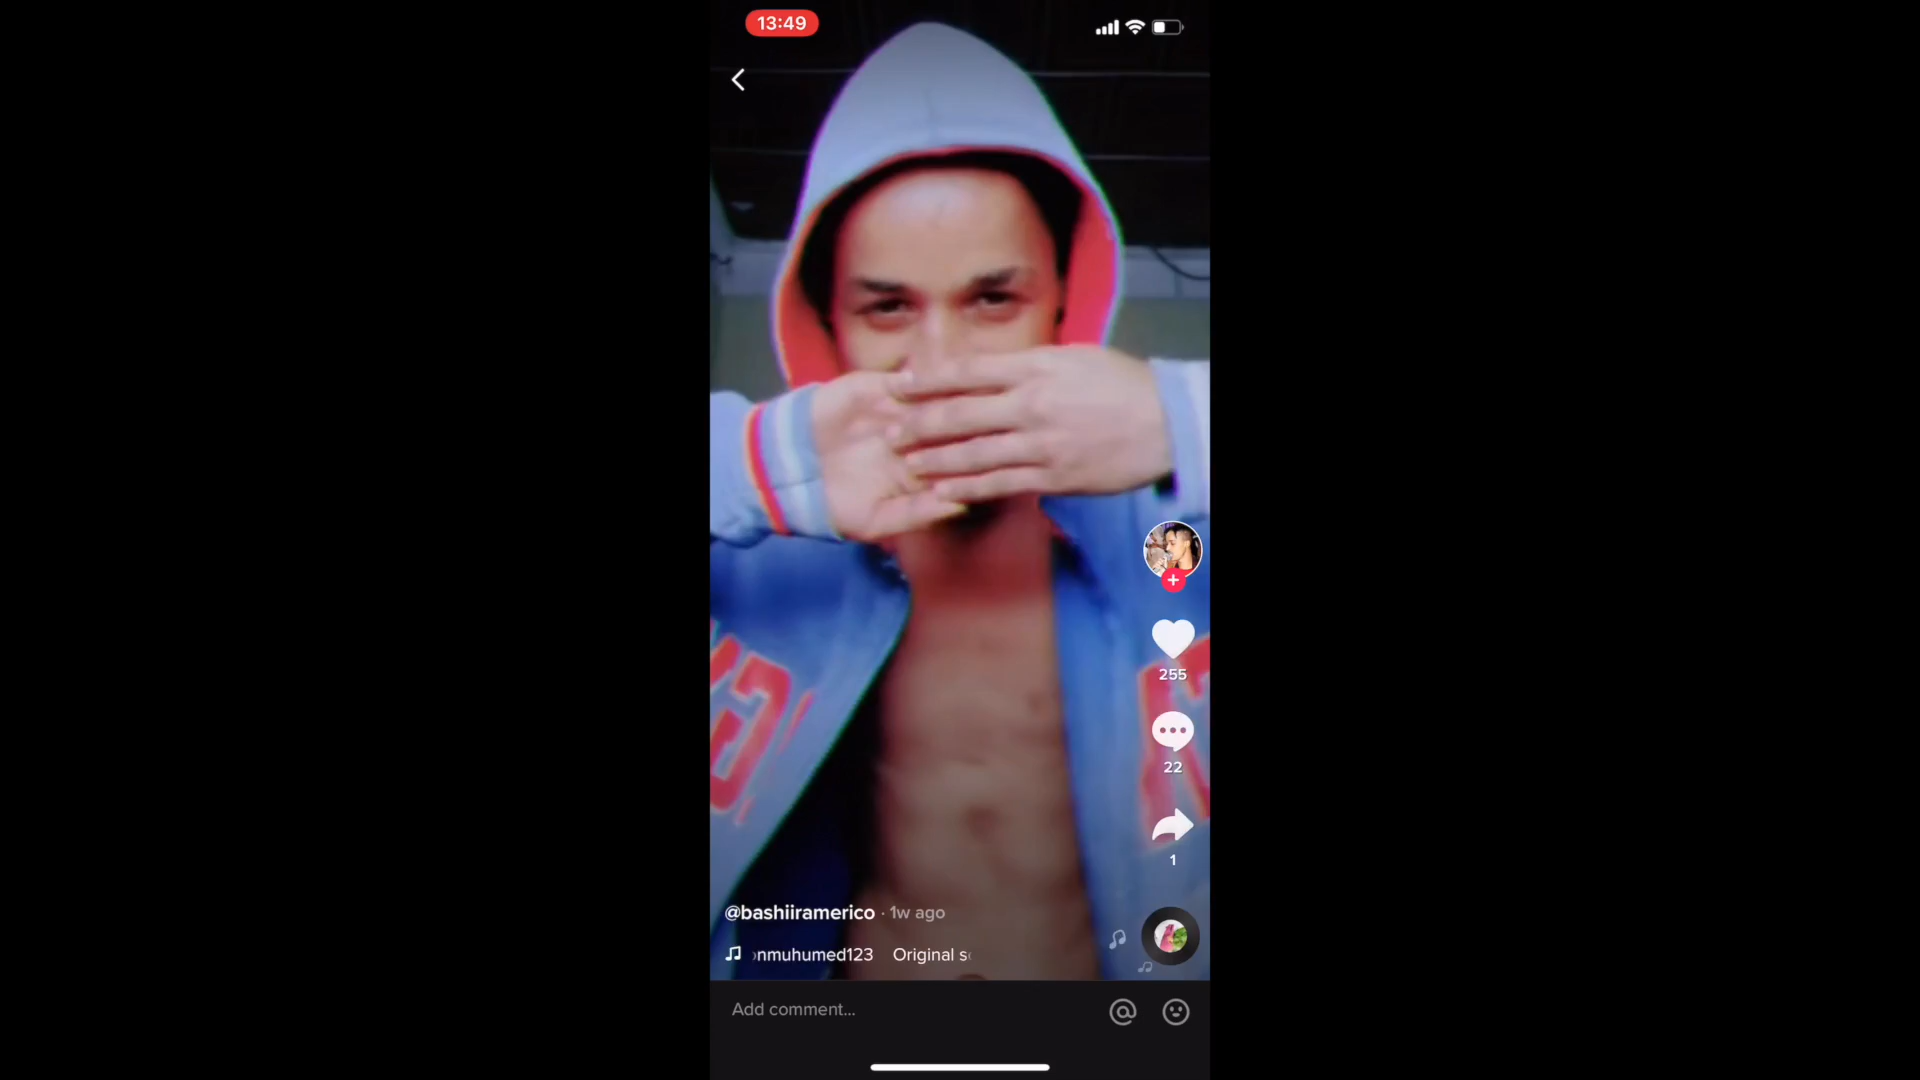 13:49
255
22
1
@bashiiramerico · 1w ago
nmuhumed123 Original s
Add comment...